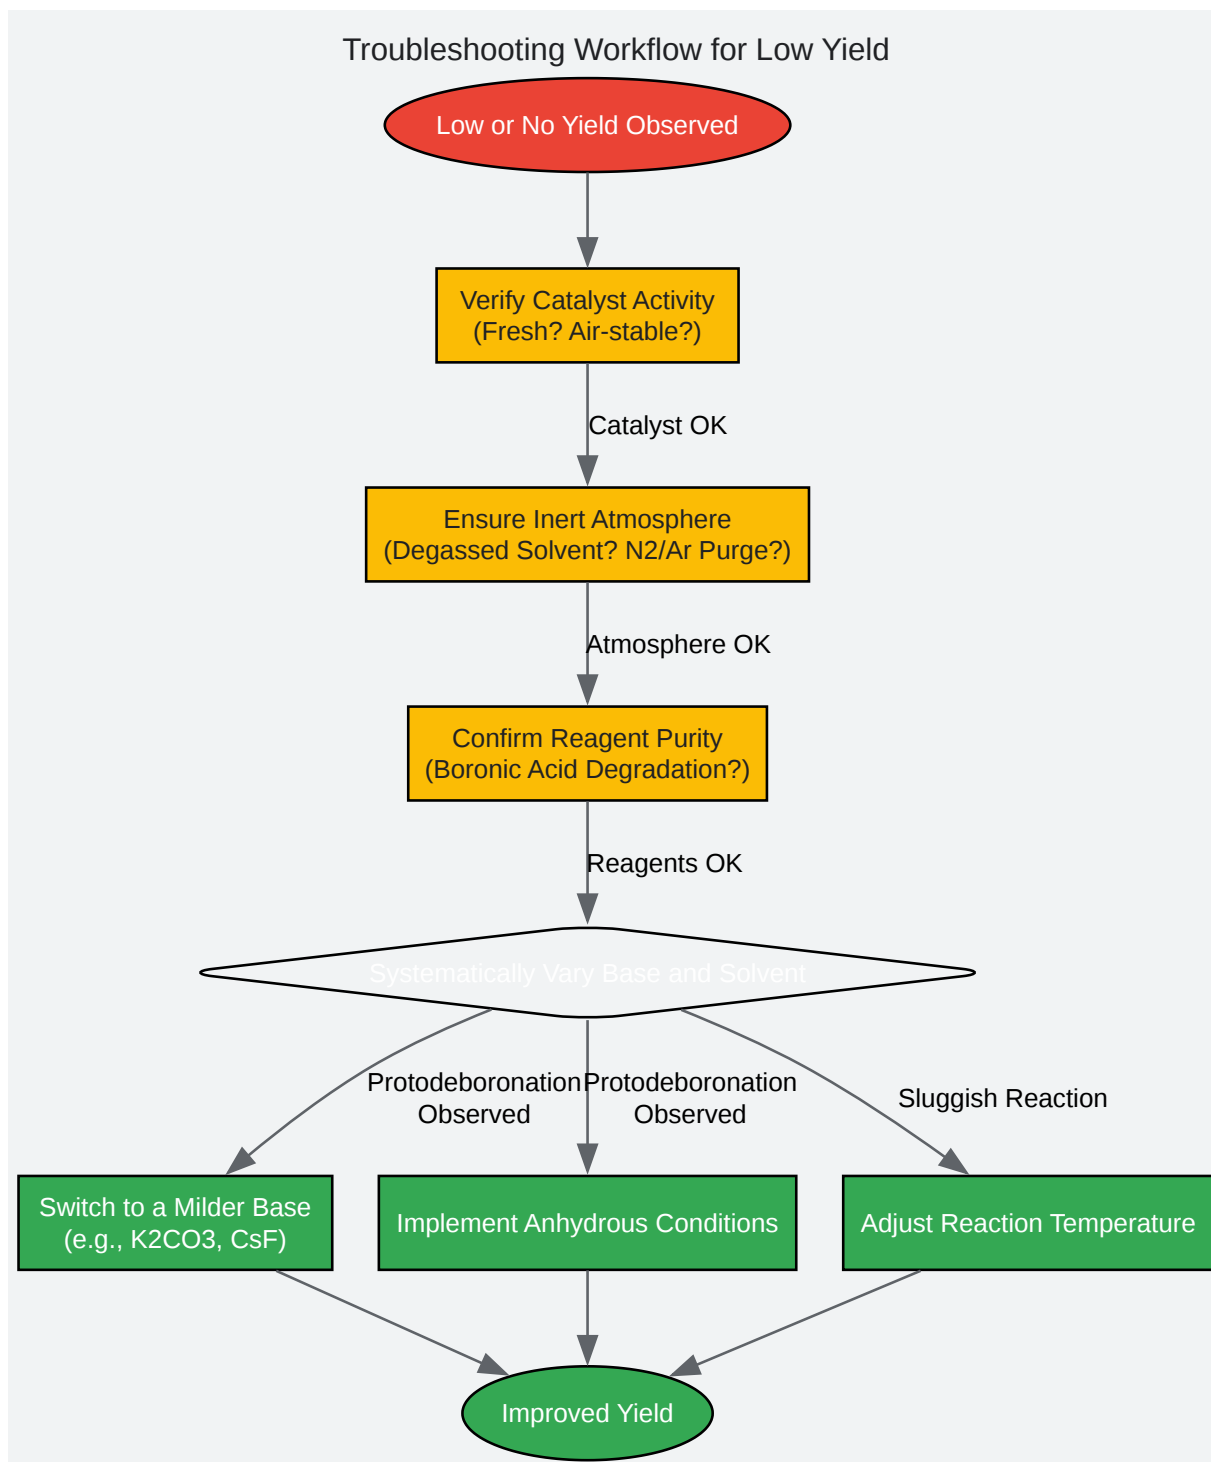 Troubleshooting Workflow for Low Yield
Low or No Yield Observed
Verify Catalyst Activity
(Fresh? Air-stable?)
Catalyst OK
Ensure Inert Atmosphere
(Degassed Solvent? N2/Ar Purge?)
Atmosphere OK
Confirm Reagent Purity
(Boronic Acid Degradation?)
Reagents OK
Systematically Vary Base and Solvent
Protodeboronation
Observed
Protodeboronation
Observed
Sluggish Reaction
Switch to a Milder Base
(e.g., K2CO3, CsF)
Implement Anhydrous Conditions
Adjust Reaction Temperature
Improved Yield